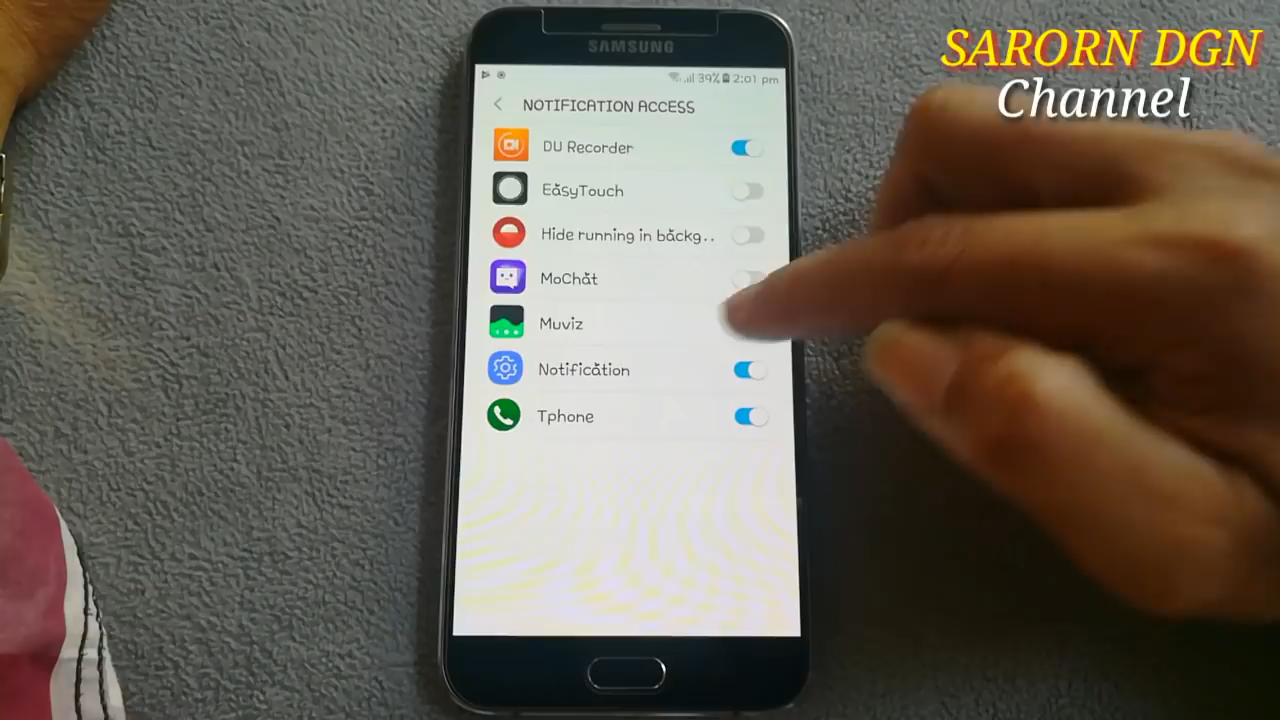 SARORN DGN
Channel
SAMSUNG
39% 2:01 pm
NOTIFICATION ACCESS
DU Recorder
EasyTouch
Hide running in backg..
MoChat
Muviz
Notification
Tphone